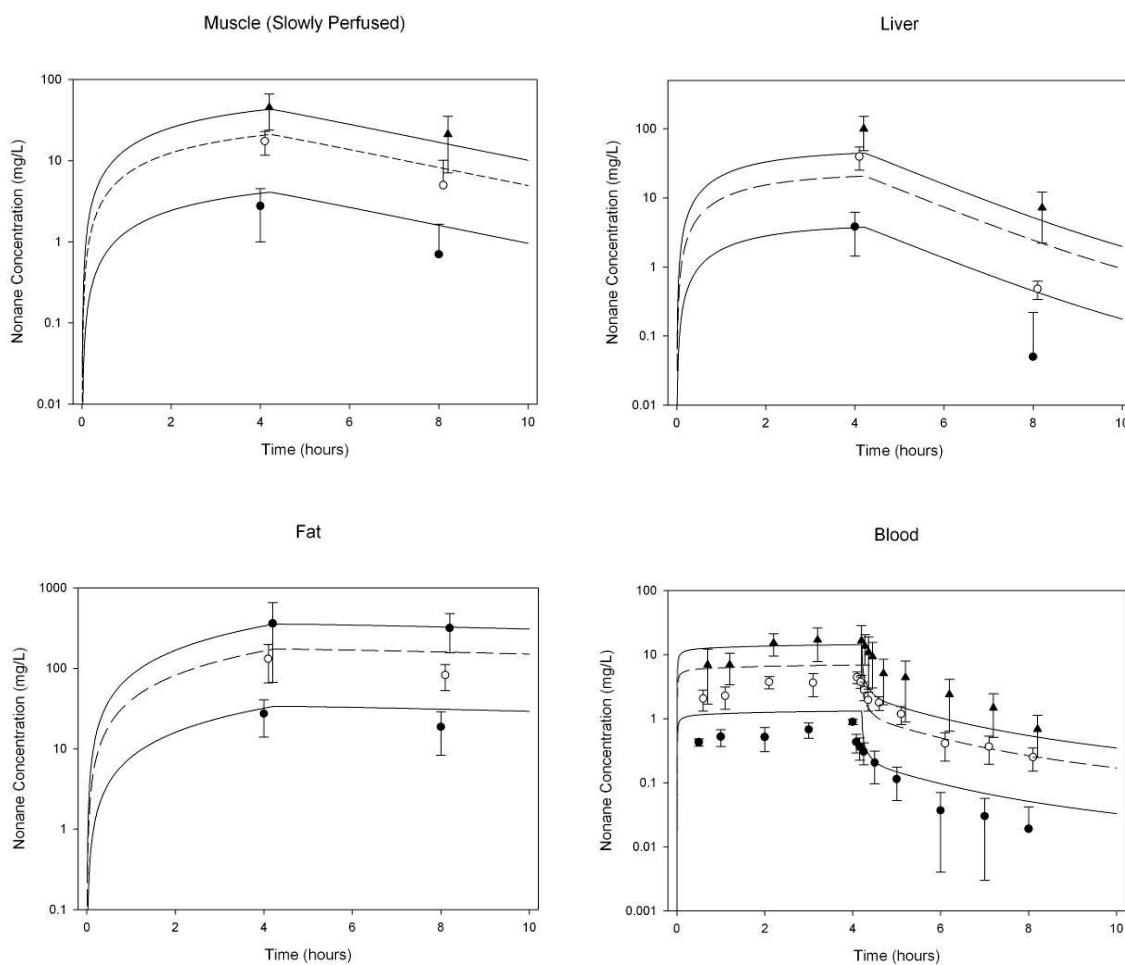 Muscle (Slowly Perfused)
Nonane Concentration (mg/L)
100
10
1
0.1
0.01
0 2 4 6 8 10
Time (hours)
Liver
Nonane Concentration (mg/L)
100
10
1
0.1
0.01
0 2 4 6 8 10
Time (hours)
Fat
Nonane Concentration (mg/L)
1000
100
10
1
0.1
0 2 4 6 8 10
Time (hours)
Blood
Nonane Concentration (mg/L)
100
10
1
0.1
0.01
0.001
0 2 4 6 8 10
Time (hours)